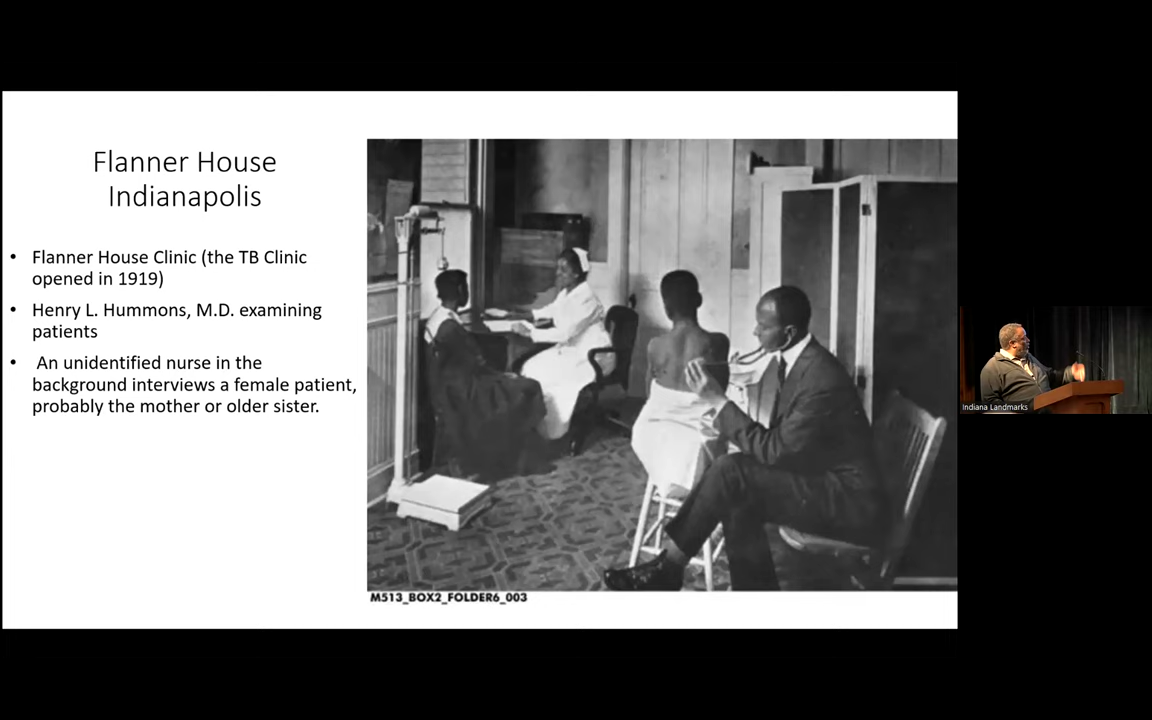 Flanner House
Indianapolis
• Flanner House Clinic (the TB Clinic
opened in 1919)
• Henry L. Hummons, M.D. examining
patients
• An unidentified nurse in the
background interviews a female patient,
probably the mother or older sister.
M513_BOX2_FOLDER6_003
Indiana Landmarks